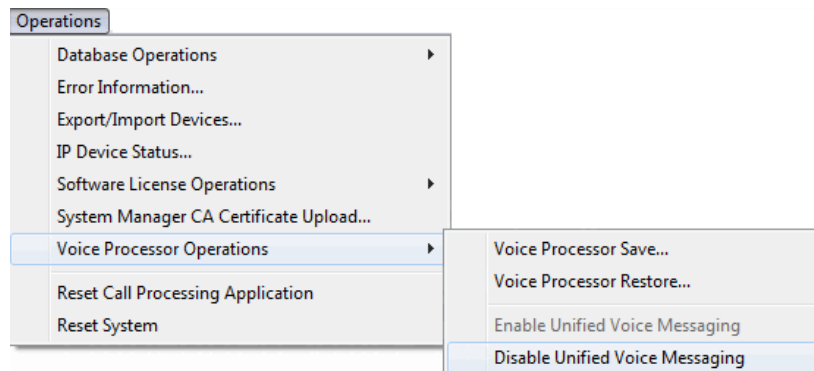 Operations
Database Operations
Error Information...
Export/Import Devices...
IP Device Status...
Software License Operations
System Manager CA Certificate Upload...
Voice Processor Operations
Reset Call Processing Application
Reset System
Voice Processor Save...
Voice Processor Restore...
Enable Unified Voice Messaging
Disable Unified Voice Messaging